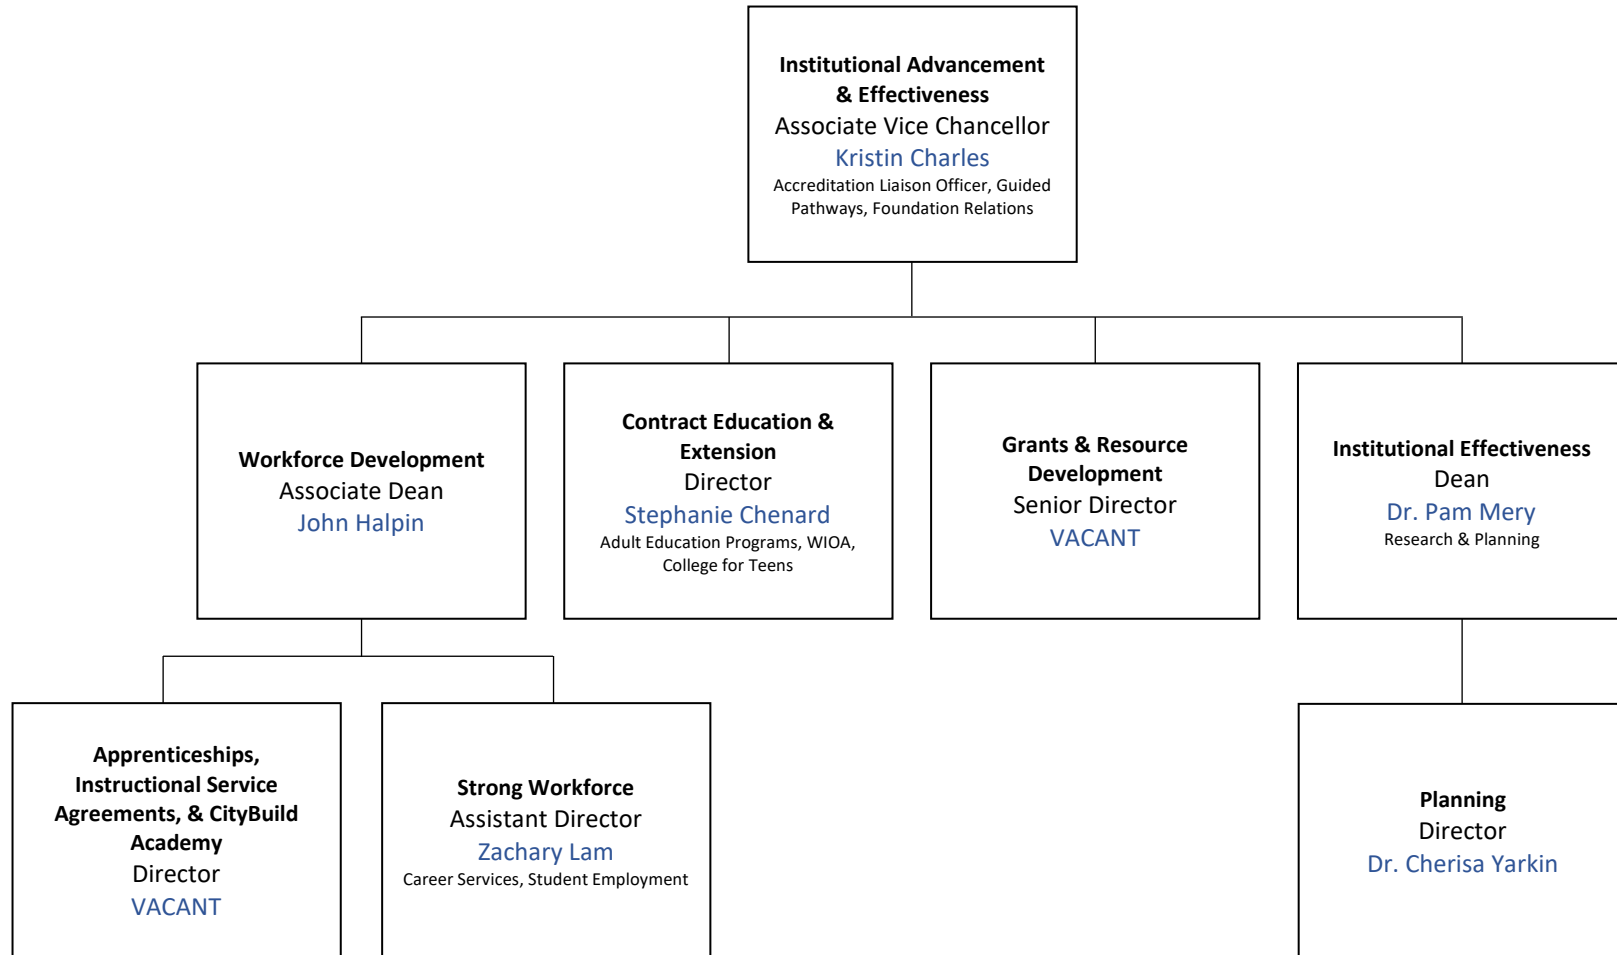 Institutional Advancement
& Effectiveness
Associate Vice Chancellor
Kristin Charles
Accreditation Liaison Officer, Guided
Pathways, Foundation Relations
Workforce Development
Associate Dean
John Halpin
Contract Education &
Extension
Director
Stephanie Chenard
Adult Education Programs, WIOA,
College for Teens
Grants & Resource
Development
Senior Director
VACANT
Institutional Effectiveness
Dean
Dr. Pam Mery
Research & Planning
Apprenticeships,
Instructional Service
Agreements, & CityBuild
Academy
Director
VACANT
Strong Workforce
Assistant Director
Zachary Lam
Career Services, Student Employment
Planning
Director
Dr. Cherisa Yarkin